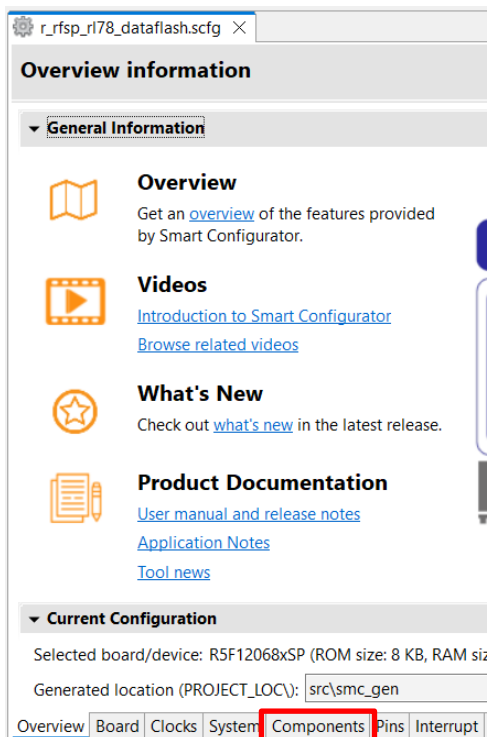 r_rfsp_rl78_dataflash.scfg
Overview information
General Information
Overview
Get an overview of the features provided
by Smart Configurator.
Videos
Introduction to Smart Configurator
Browse related videos
What's New
Check out what's new in the latest release.
Product Documentation
User manual and release notes
Application Notes
Tool news
Current Configuration
Selected board/device: R5F12068xSP (ROM size: 8 KB, RAM siz
Generated location (PROJECT_LOC\): src\smc_gen
Overview Board Clocks System Components Pins Interrupt